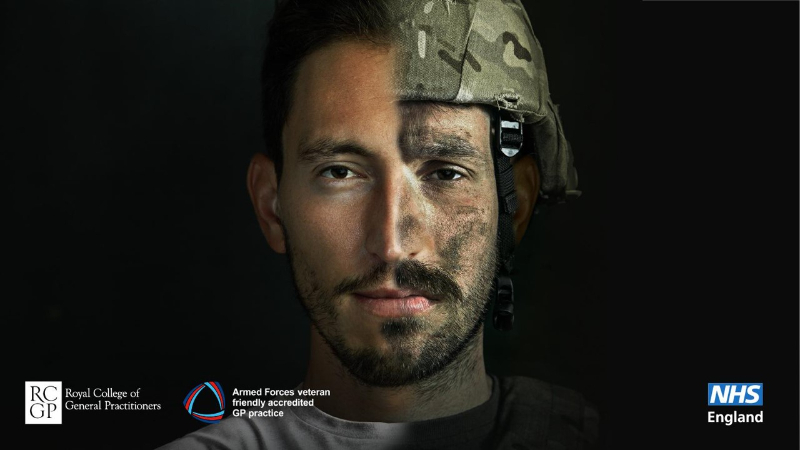 RC
GP
Royal College of
General Practitioners
Armed Forces veteran
friendly accredited
GP practice
NHS
England